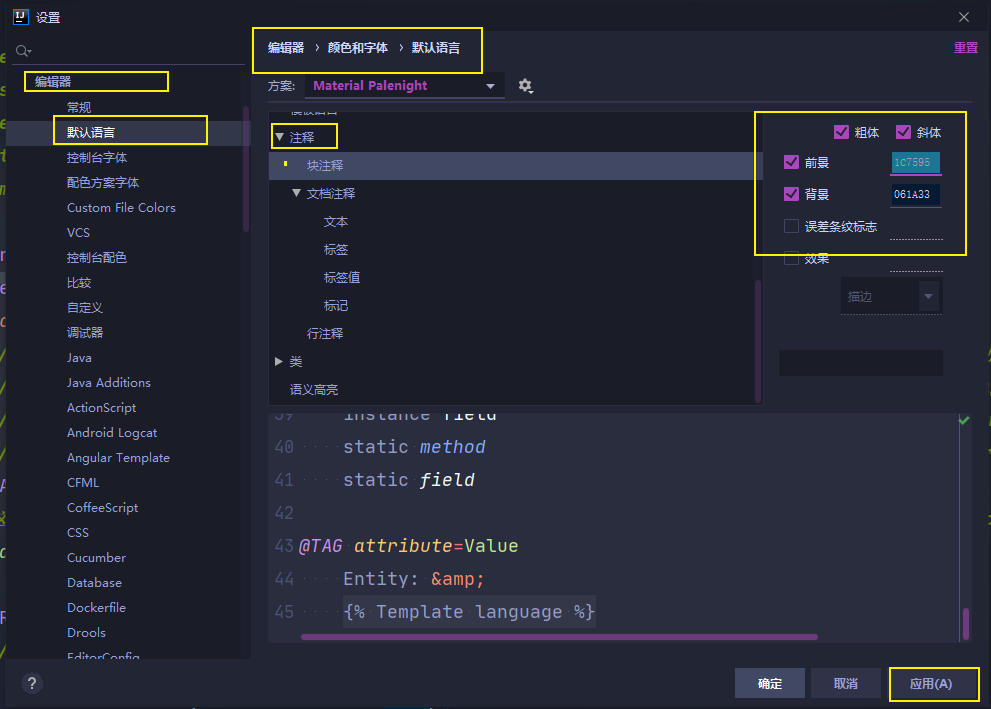 IJ 设置
编辑器 › 颜色和字体 › 默认语言
重置
编辑器
常规
默认语言
控制台字体
配色方案字体
Custom File Colors
VCS
控制台配色
比较
自定义
调试器
Java
Java Additions
ActionScript
Android Logcat
Angular Template
CFML
CoffeeScript
CSS
Cucumber
Database
Dockerfile
Drools
EditorConfig
方案: Material Palenight
模板语言
注释
块注释
文档注释
文本
标签
标签值
标记
行注释
类
语义高亮
粗体 斜体
前景 1C7595
背景 061A33
误差条纹标志
效果
描边
39 instance field
40 static method
41 static field
42
43 @TAG attribute=Value
44 Entity: &amp;
45 {% Template language %}
?
确定
取消
应用(A)